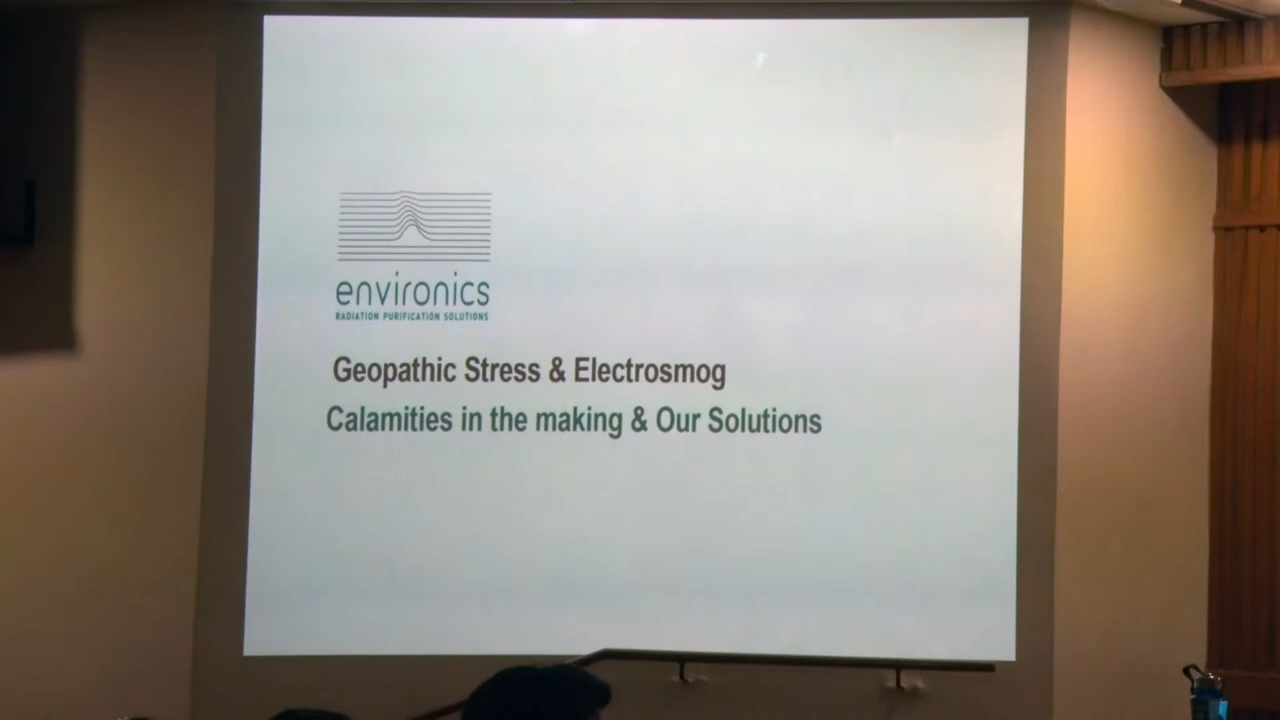 environics
RADIATION PURIFICATION SOLUTIONS
Geopathic Stress & Electrosmog
Calamities in the making & Our Solutions